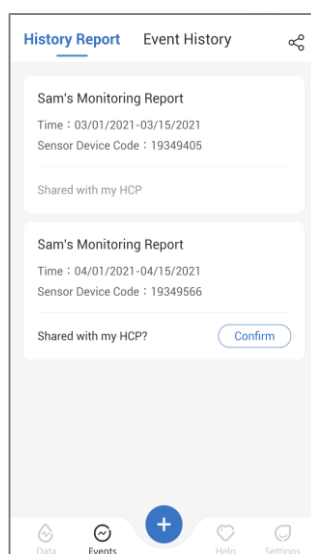 History Report Event History
Sam's Monitoring Report
Time：03/01/2021-03/15/2021
Sensor Device Code：19349405
Shared with my HCP
Sam's Monitoring Report
Time：04/01/2021-04/15/2021
Sensor Device Code：19349566
Shared with my HCP? Confirm
Data Events Help Settings